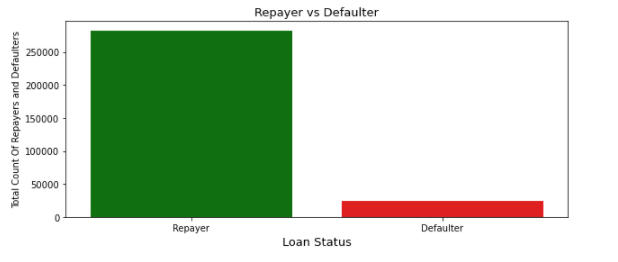 Repayer vs Defaulter
Total Count Of Repayers and Defaulters
250000
200000
150000
100000
50000
0
Repayer
Defaulter
Loan Status